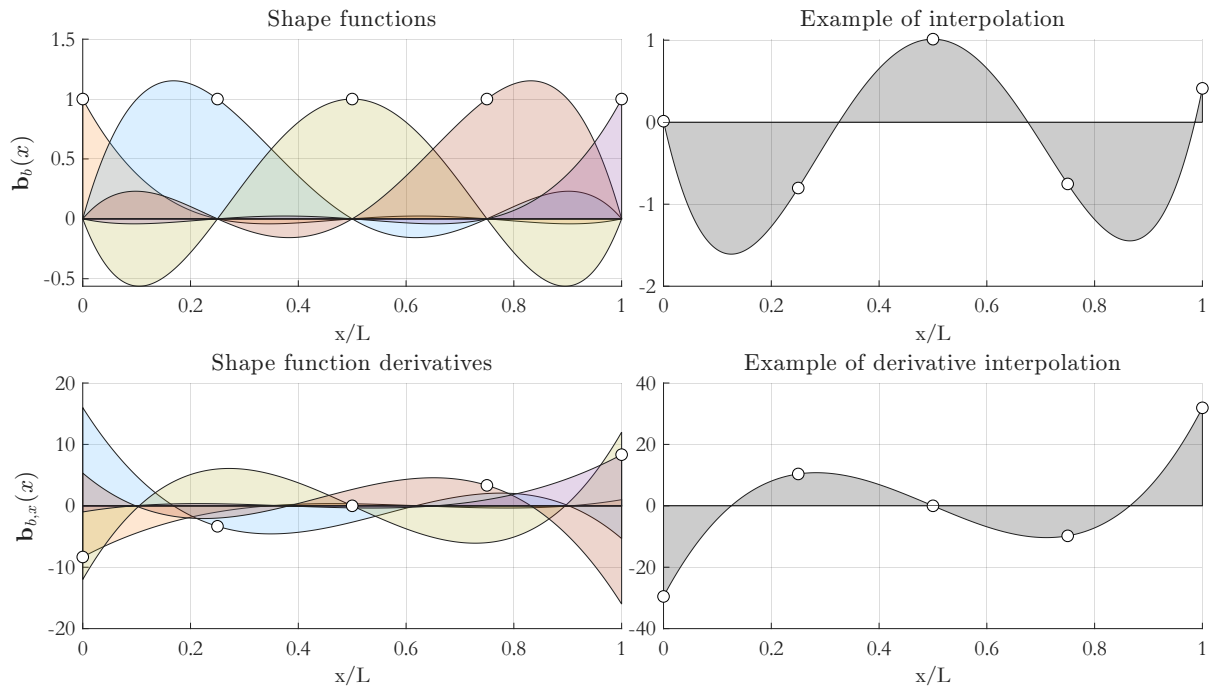 Shape functions
1.5
1
0.5
0
-0.5
𝐛_b(x)
0 0.2 0.4 0.6 0.8 1
x/L
Example of interpolation
1
0
-1
-2
0 0.2 0.4 0.6 0.8 1
x/L
Shape function derivatives
20
10
0
-10
-20
𝐛_{b,x}(x)
0 0.2 0.4 0.6 0.8 1
x/L
Example of derivative interpolation
40
20
0
-20
-40
0 0.2 0.4 0.6 0.8 1
x/L